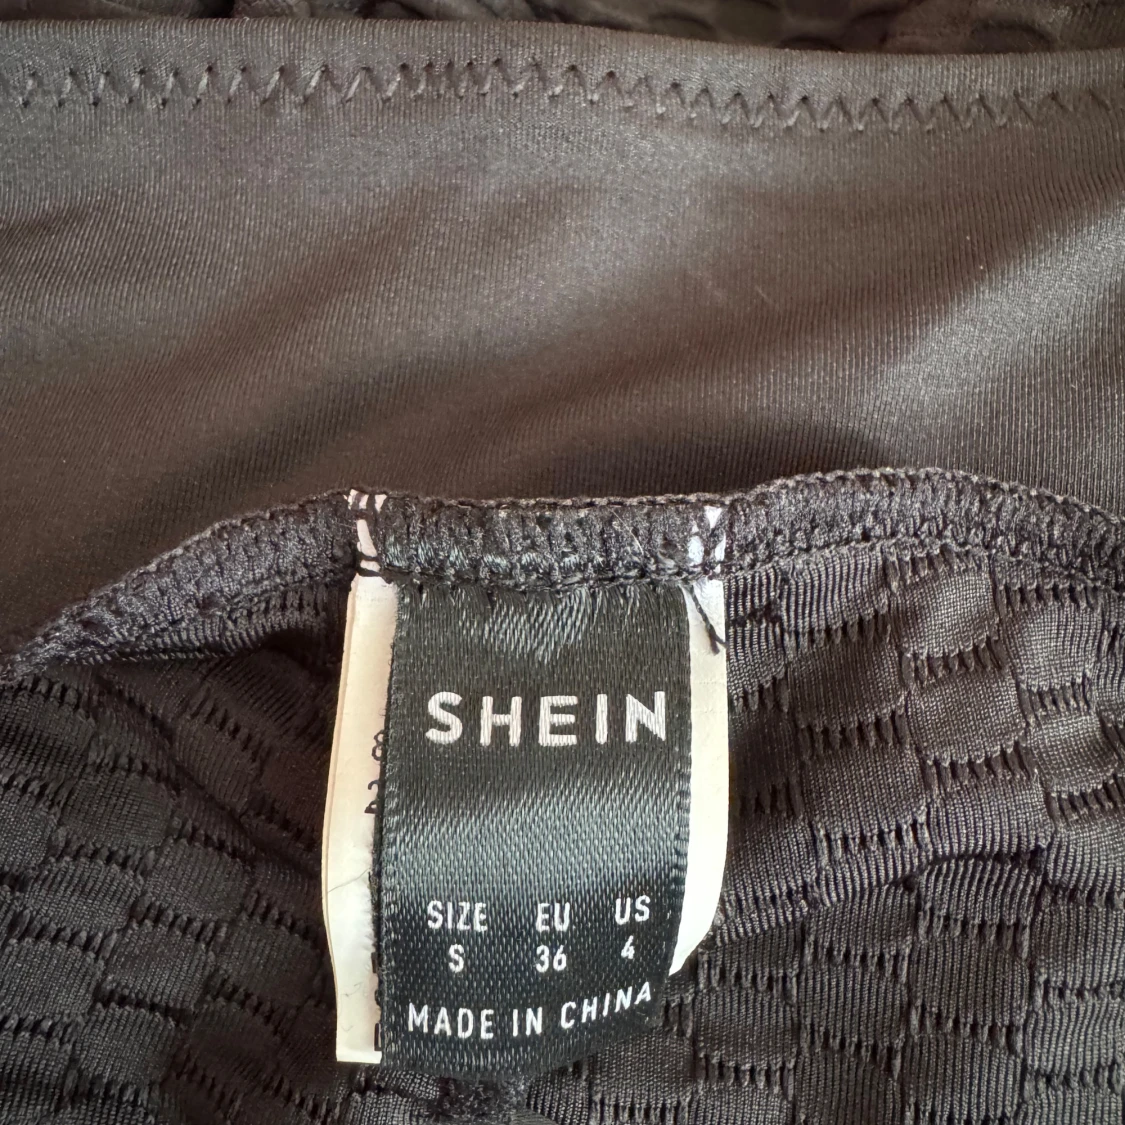 SHEIN
SIZE EU US
S 36 4
MADE IN CHINA